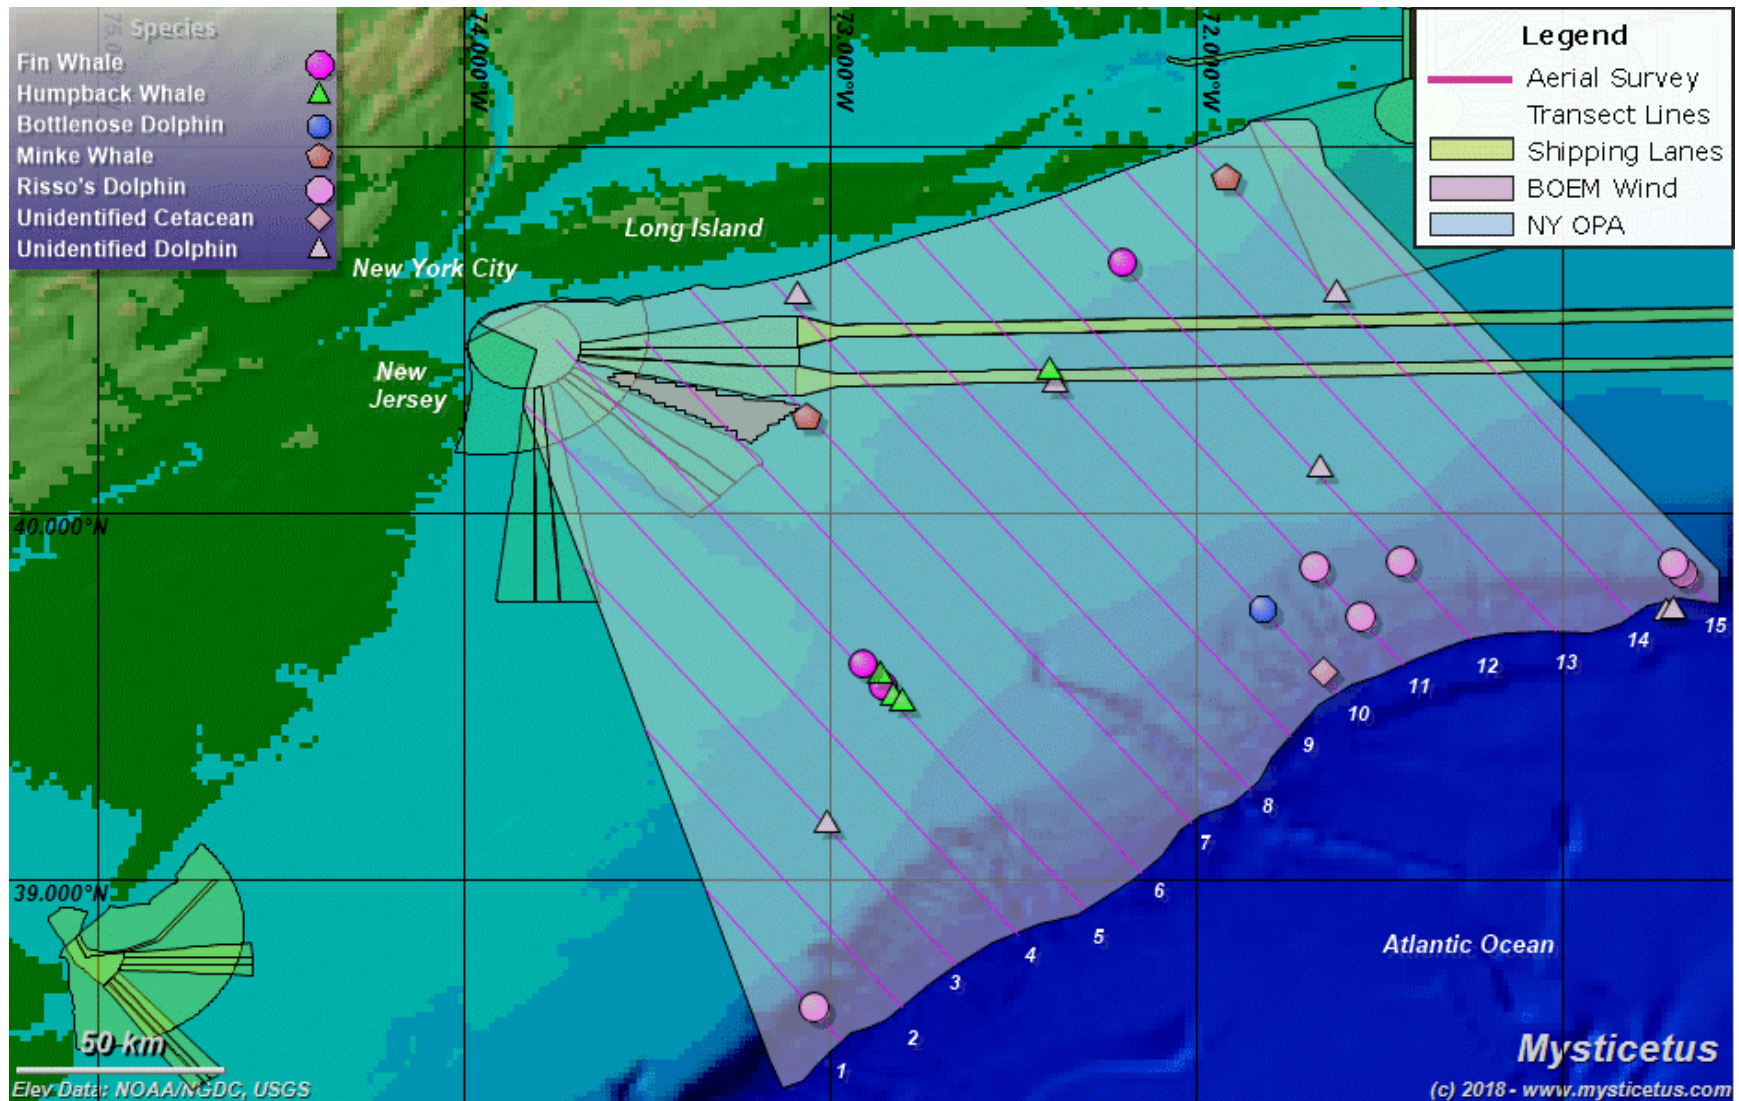 Species
Fin Whale
Humpback Whale
Bottlenose Dolphin
Minke Whale
Risso's Dolphin
Unidentified Cetacean
Unidentified Dolphin
74.000°W
73.000°W
72.000°W
Legend
Aerial Survey
Transect Lines
Shipping Lanes
BOEM Wind
NY OPA
Long Island
New York City
New
Jersey
40.000°N
39.000°N
15
14
13
12
11
10
9
8
7
6
5
4
3
2
1
Atlantic Ocean
50 km
Elev Data: NOAA/NGDC, USGS
Mysticetus
(c) 2018 - www.mysticetus.com